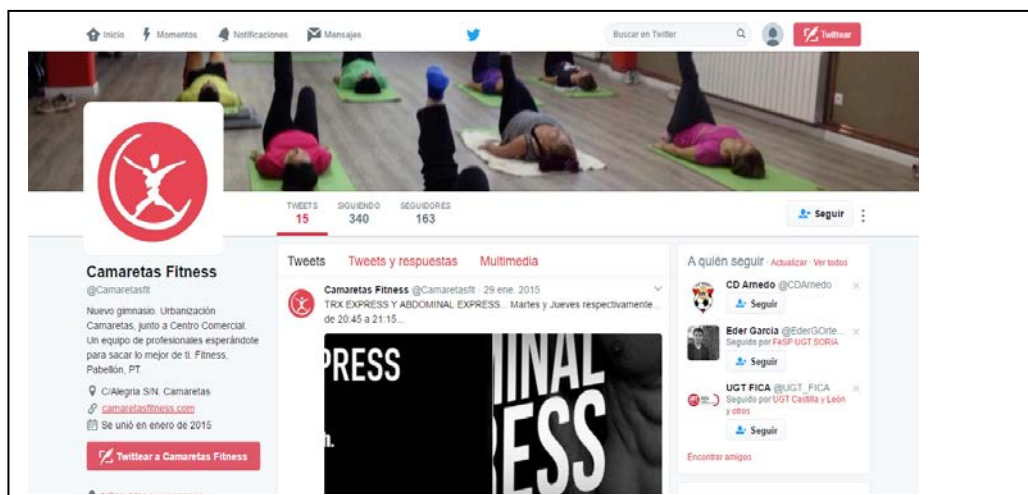 Inicio Momentos Notificaciones Mensajes Buscar en Twitter Twittear
TWEETS SIGUIENDO SEGUIDORES
15 340 163
Seguir
Camaretas Fitness
@Camaretasfit
Nuevo gimnasio. Urbanización
Camaretas, junto a Centro Comercial.
Un equipo de profesionales esperándote
para sacar lo mejor de ti. Fitness,
Pabellón, PT.
C/Alegria S/N. Camaretas
camaretasfitness.com
Se unió en enero de 2015
Twittear a Camaretas Fitness
Tweets Tweets y respuestas Multimedia
Camaretas Fitness @Camaretasfit · 29 ene. 2015
TRX EXPRESS Y ABDOMINAL EXPRESS... Martes y Jueves respectivamente...
de 20:45 a 21:15...
PRESS
INAL
ESS
A quién seguir · Actualizar · Ver todos
CD Arnedo @CDArnedo
Seguir
Eder García @EderGOrte...
Seguido por FeSP UGT SORIA
Seguir
UGT FICA @UGT_FICA
Seguido por UGT Castilla y León
y otros
Seguir
Encontrar amigos